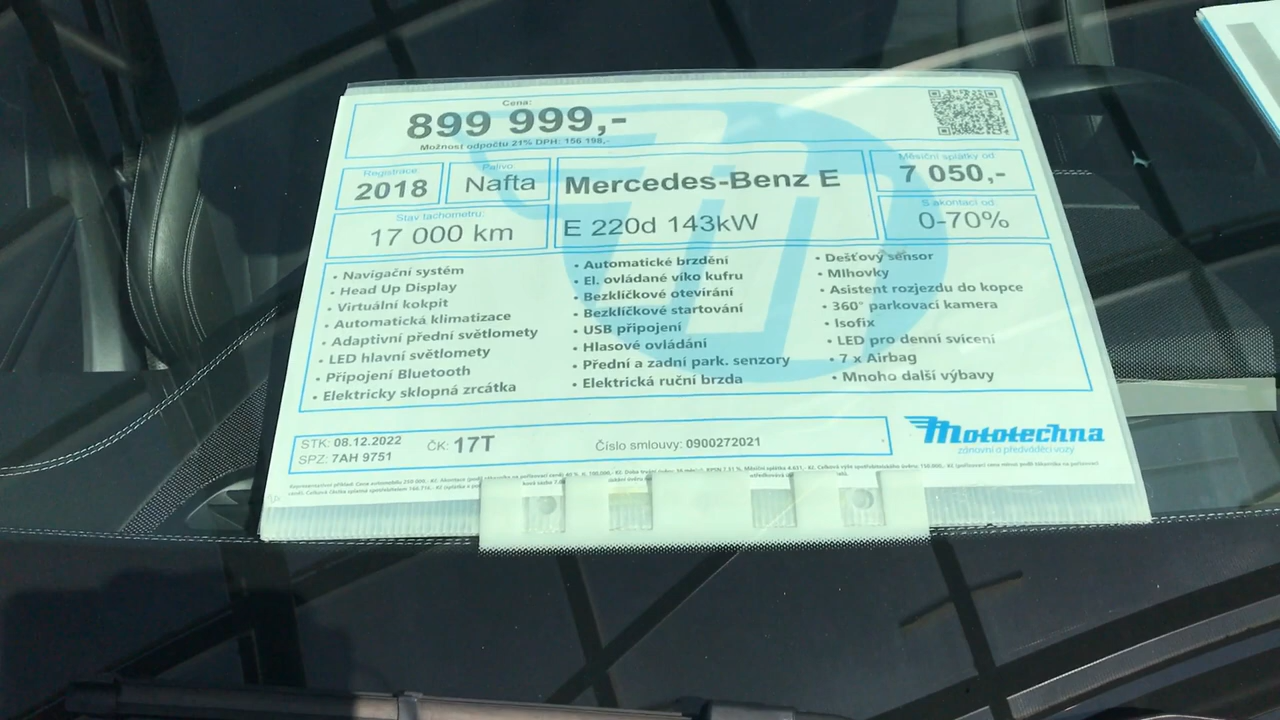 Cena:
899 999,-
Možnost odpočtu 21% DPH: 156 198,-
Registrace:
2018
Palivo:
Nafta
Mercedes-Benz E
E 220d 143kW
Měsíční splátky od:
7 050,-
Stav tachometru:
17 000 km
S akontací od:
0-70%
• Navigační systém
• Head Up Display
• Virtuální kokpit
• Automatická klimatizace
• Adaptivní přední světlomety
• LED hlavní světlomety
• Připojení Bluetooth
• Elektricky sklopná zrcátka
• Automatické brzdění
• El. ovládané víko kufru
• Bezklíčkové otevírání
• Bezklíčkové startování
• USB připojení
• Hlasové ovládání
• Přední a zadní park. senzory
• Elektrická ruční brzda
• Dešťový sensor
• Mlhovky
• Asistent rozjezdu do kopce
• 360° parkovací kamera
• Isofix
• LED pro denní svícení
• 7 x Airbag
• Mnoho další výbavy
STK: 08.12.2022
SPZ: 7AH 9751
ČK: 17T
Číslo smlouvy: 0900272021
Mototechna
zánovní a předváděcí vozy